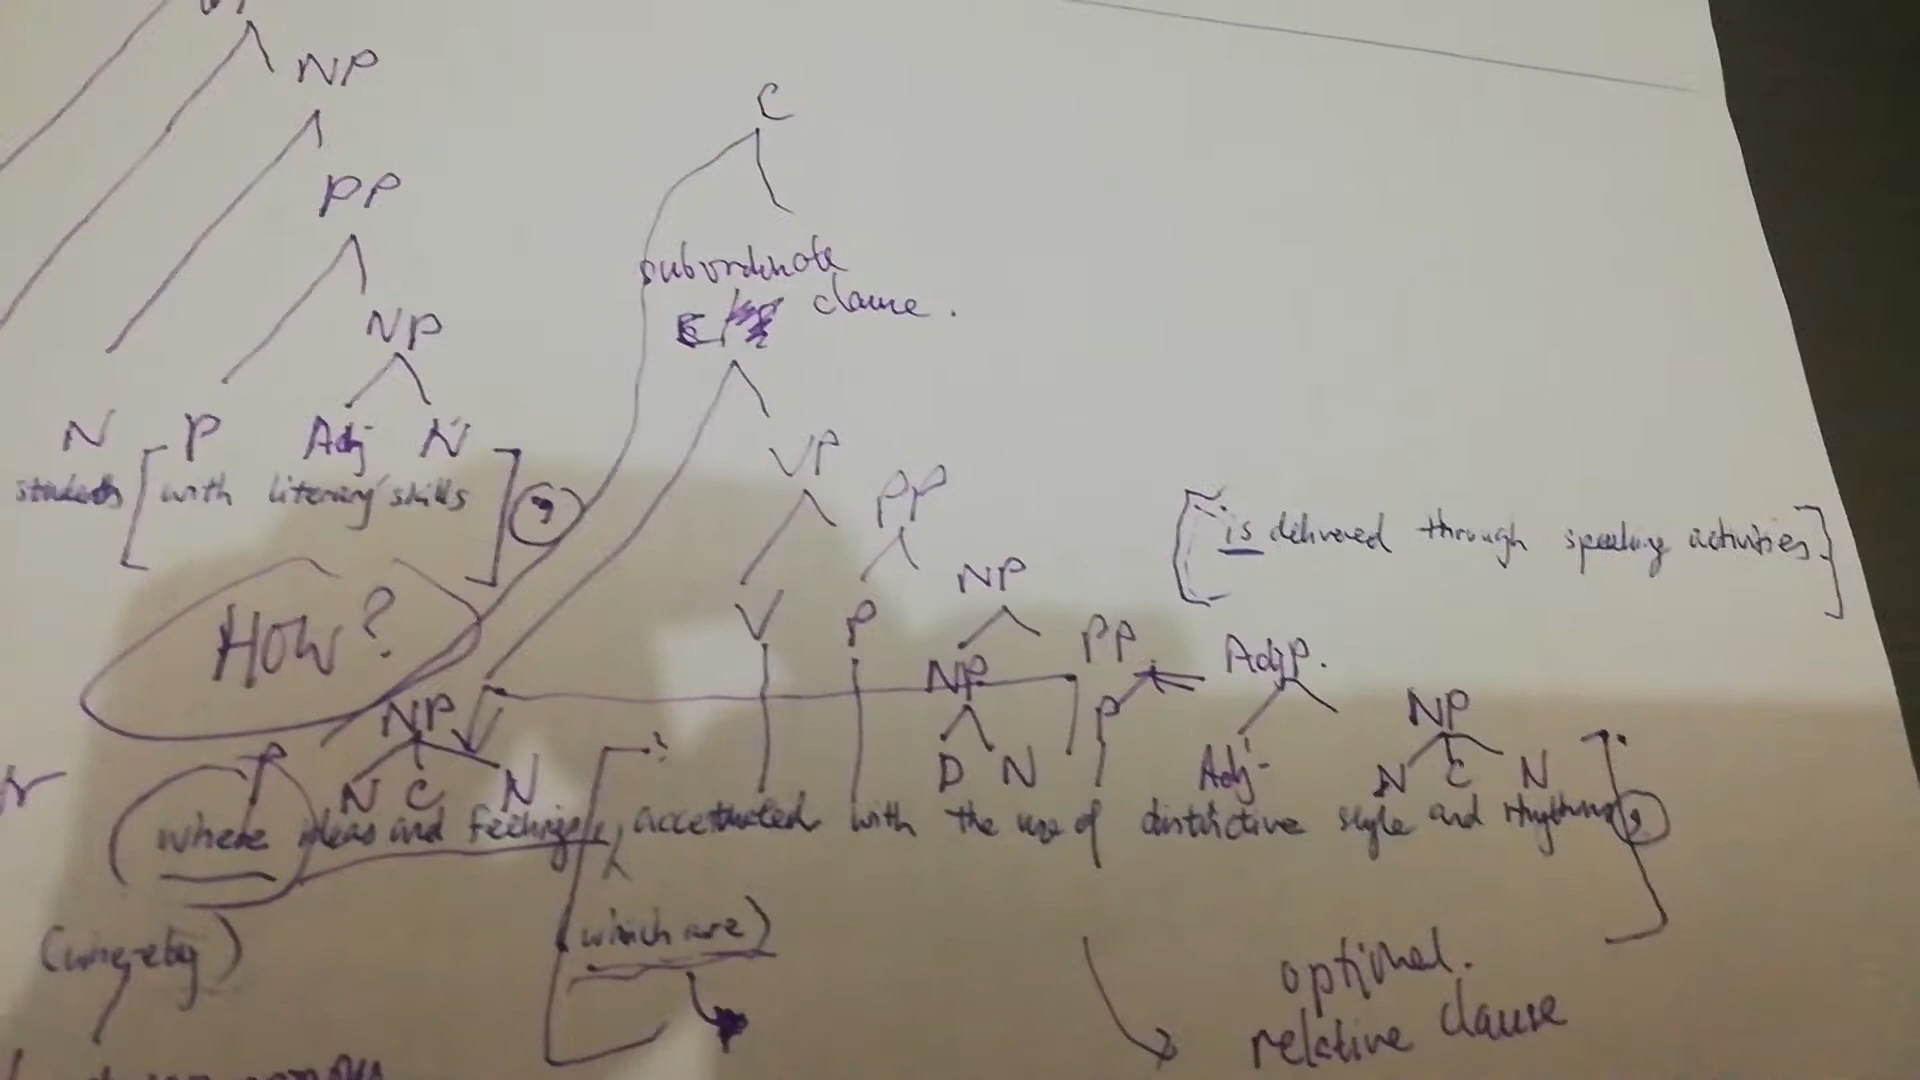 NP
C
PP
subordinate
clause.
NP
VP
N P Adj N
PP
students [with literary skills] ?
[is delivered through speaking activities]
NP
HOW?
V P
PP AdjP.
NP
NP
P
NP
P
D N
Adj
N C N
N C N
where ideas and feelings, accentuated with the use of distinctive style and rhythm ?
(which are)
(whereby)
optional.
relative clause